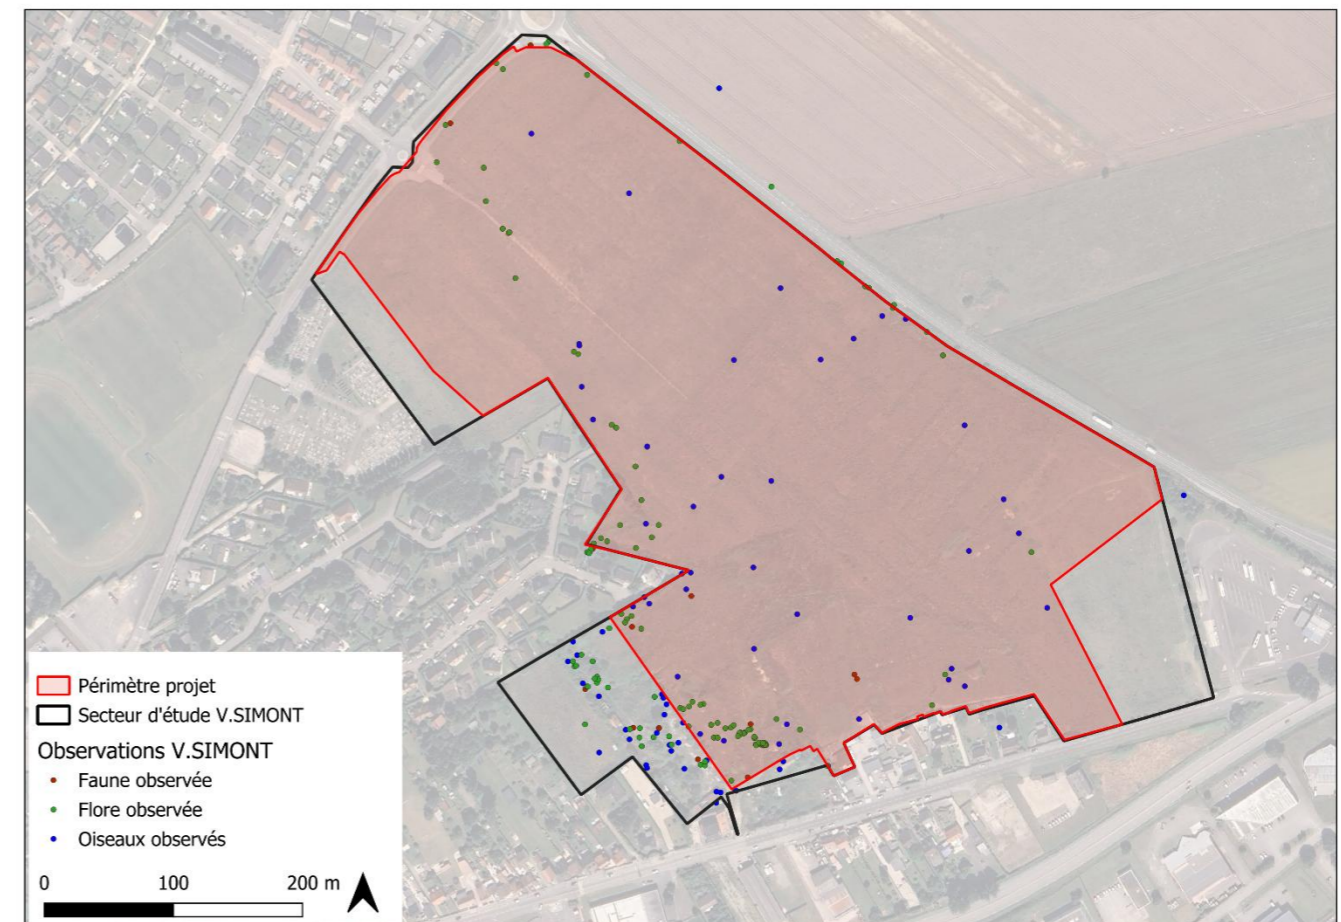 Périmètre projet
Secteur d'étude V.SIMONT
Observations V.SIMONT
Faune observée
Flore observée
Oiseaux observés
0 100 200 m